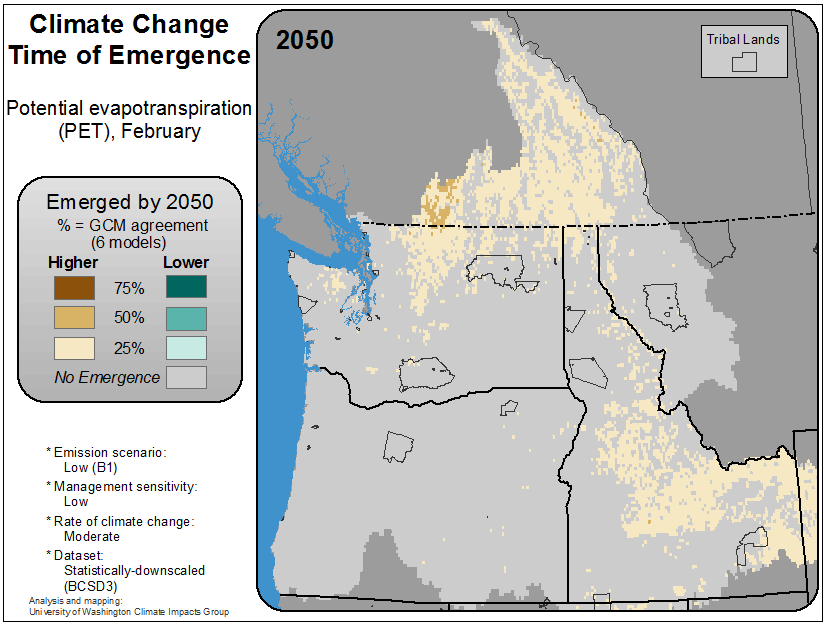 Climate Change
Time of Emergence
Potential evapotranspiration
(PET), February
Emerged by 2050
% = GCM agreement
(6 models)
Higher Lower
75%
50%
25%
No Emergence
* Emission scenario:
Low (B1)
* Management sensitivity:
Low
* Rate of climate change:
Moderate
* Dataset:
Statistically-downscaled
(BCSD3)
Analysis and mapping:
University of Washington Climate Impacts Group
2050
Tribal Lands